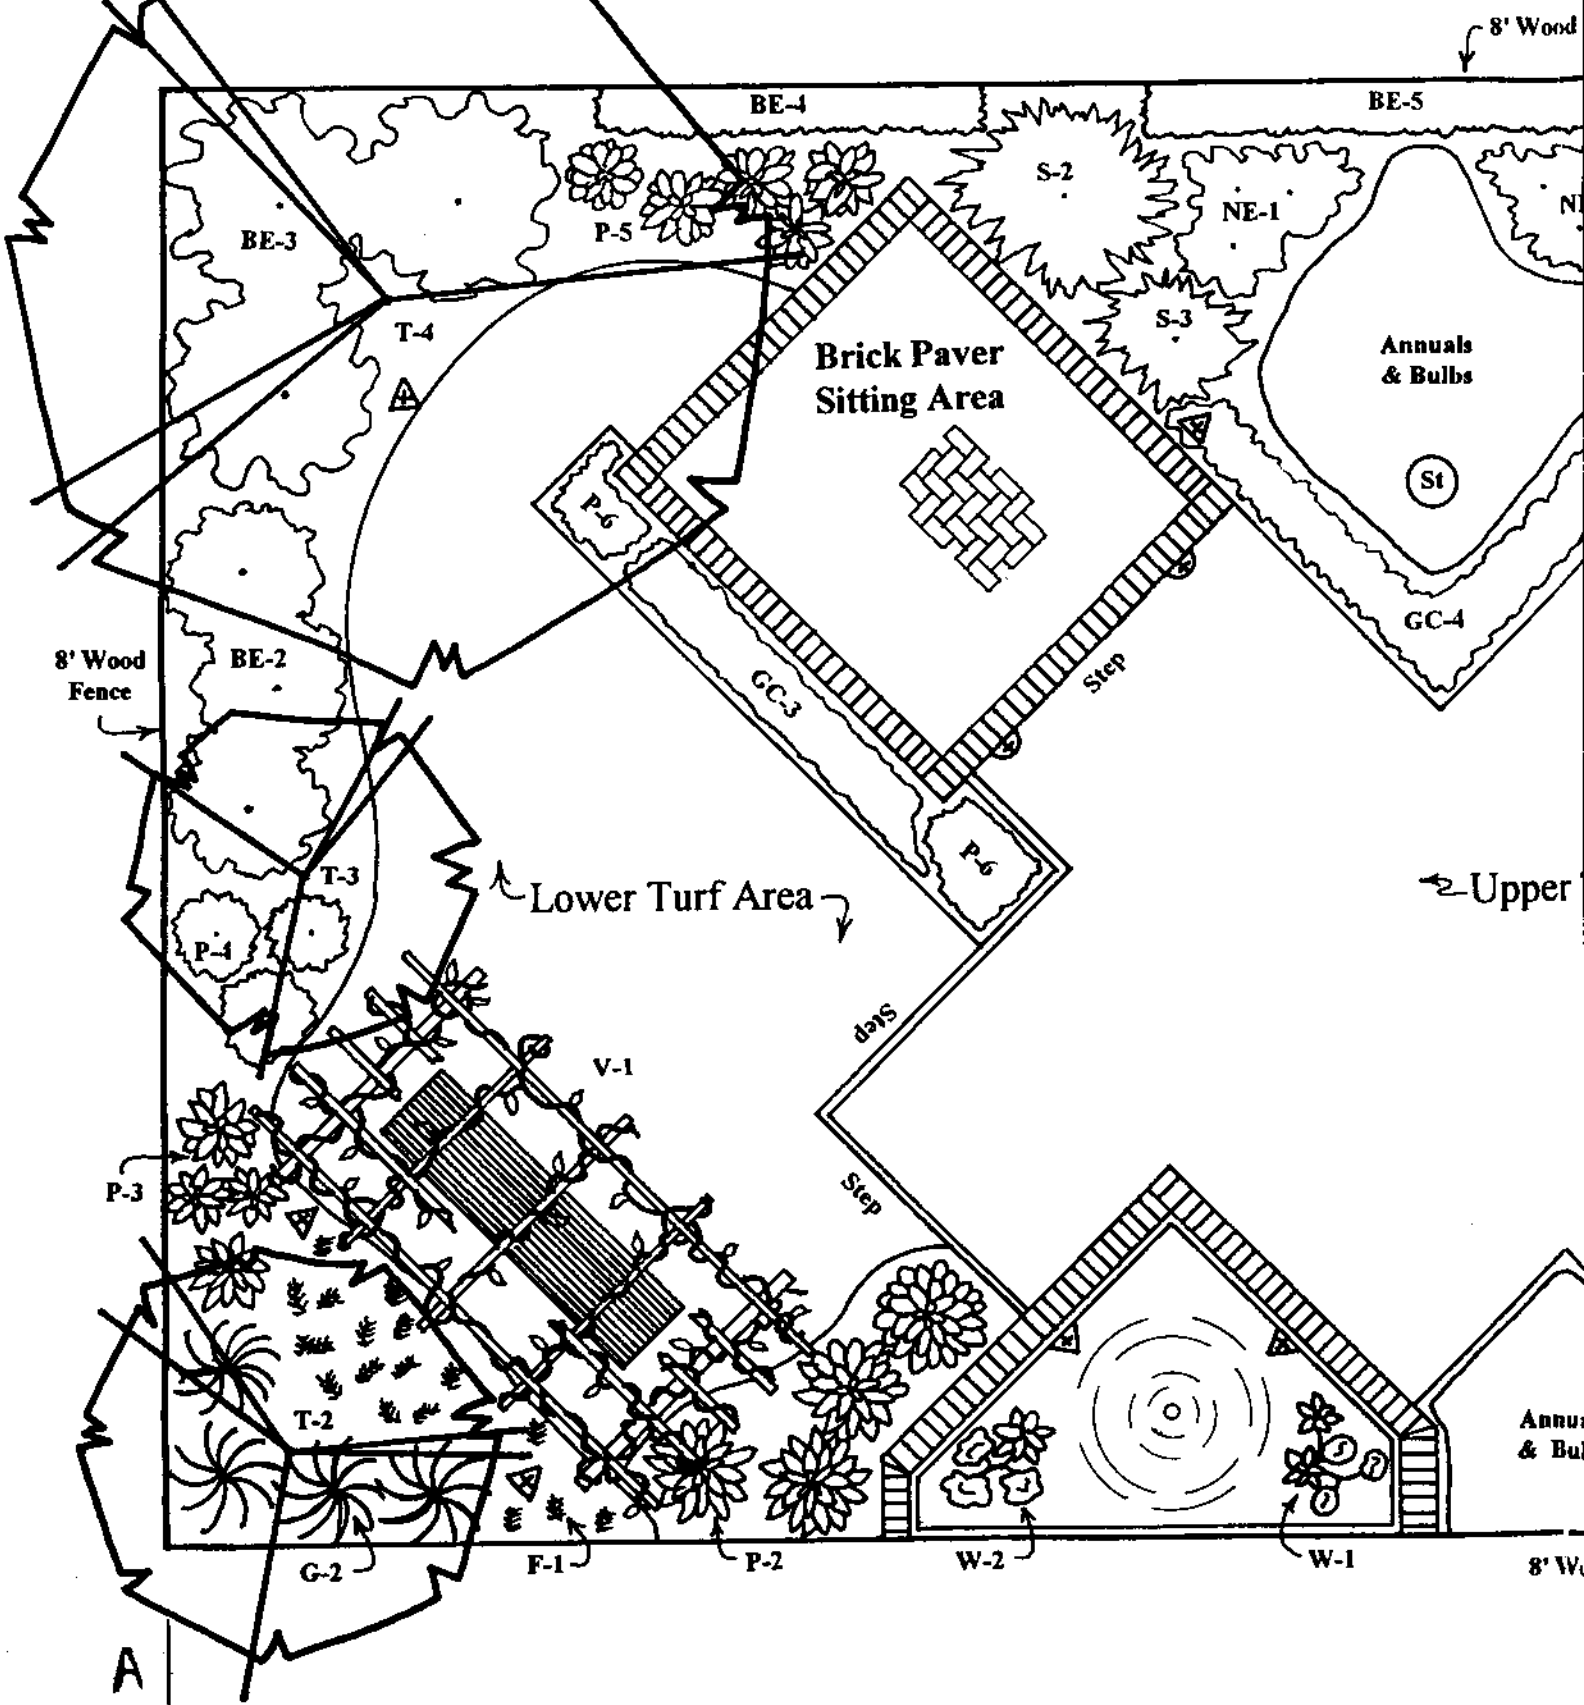 8' Wood
BE-4
BE-5
S-2
NE-1
P-5
BE-3
T-4
S-3
Brick Paver
Sitting Area
Annuals
& Bulbs
St
P-6
GC-4
8' Wood
Fence
BE-2
Step
GC-3
P-6
T-3
Lower Turf Area
Upper
P-4
Step
V-1
P-3
Step
T-2
G-2
F-1
P-2
W-2
W-1
A